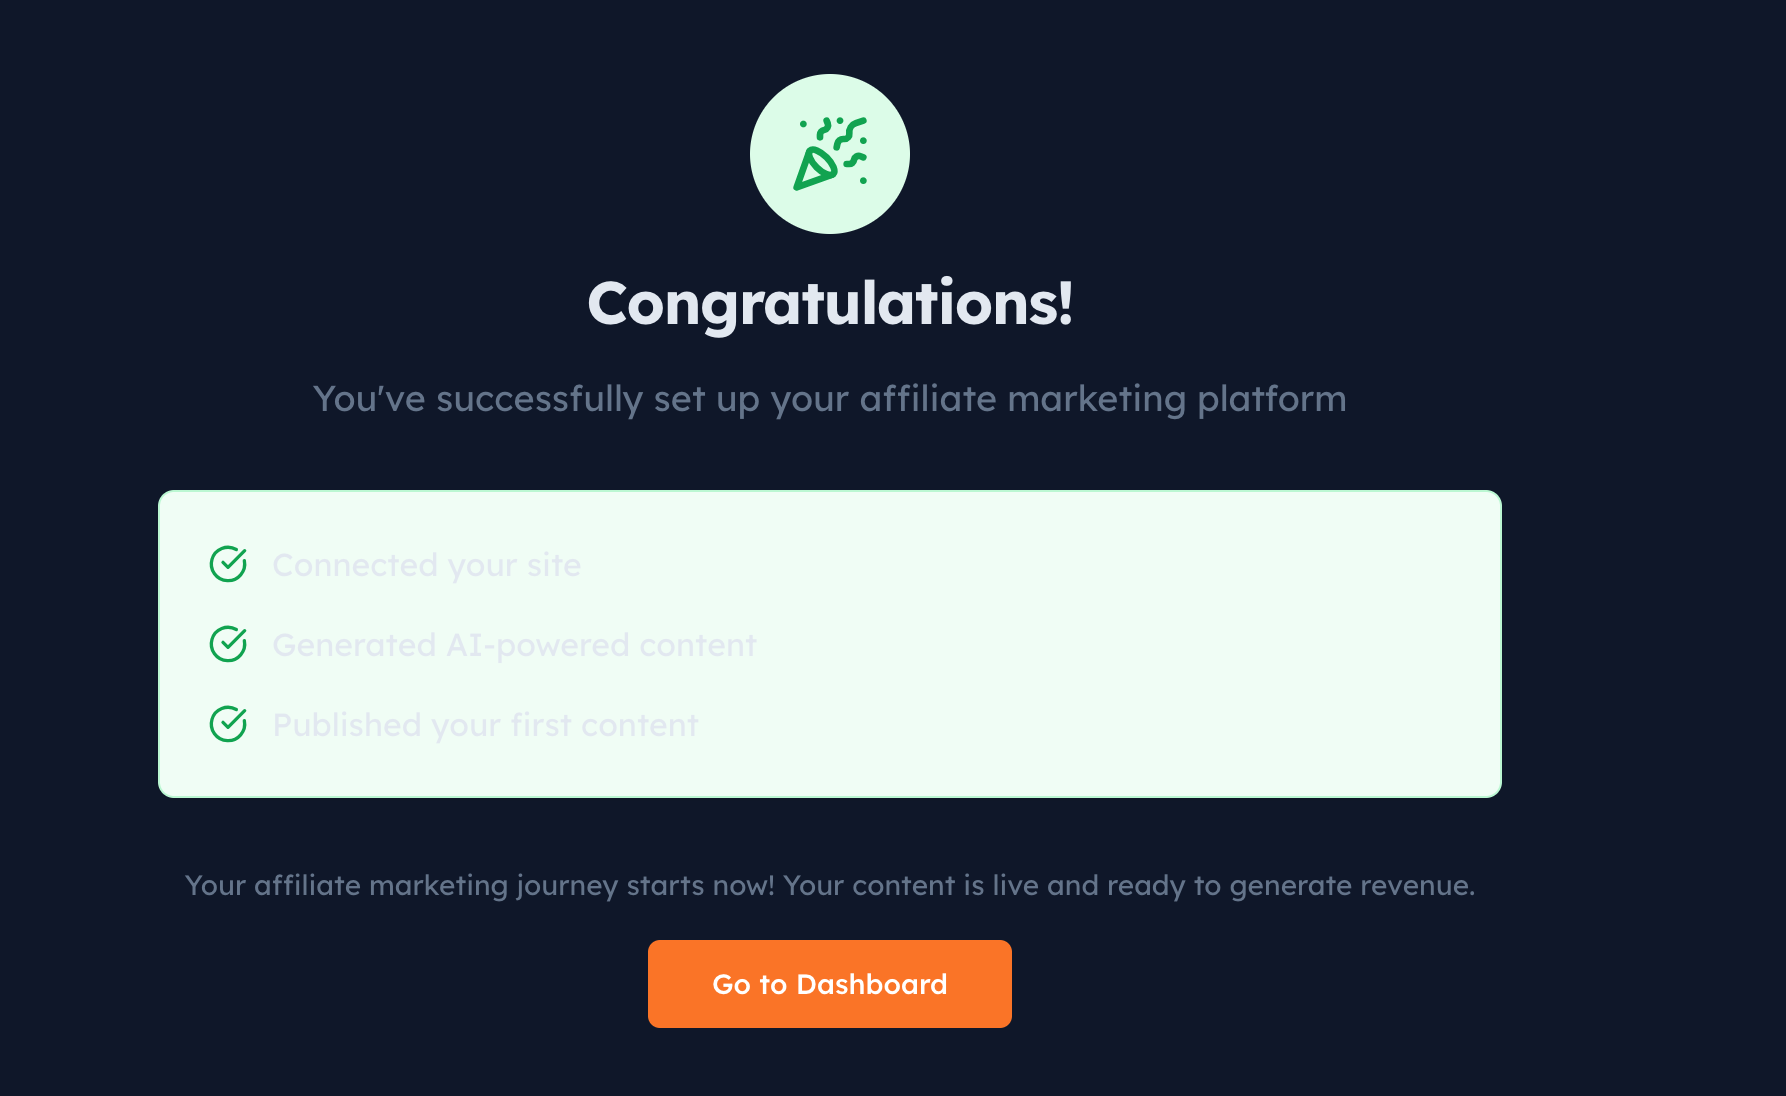 Congratulations!
You've successfully set up your affiliate marketing platform
Connected your site
Generated AI-powered content
Published your first content
Your affiliate marketing journey starts now! Your content is live and ready to generate revenue.
Go to Dashboard